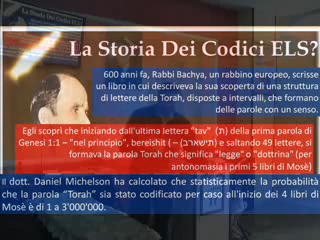 La Storia Dei Codici ELS?
600 anni fa, Rabbi Bachya, un rabbino europeo, scrisse
un libro in cui descriveva la sua scoperta di una struttura
di lettere della Torah, disposte a intervalli, che formano
delle parole con un senso.
Egli scoprì che iniziando dall'ultima lettera "tav" (ת) della prima parola di
Genesi 1:1 – "nel principio", bereishit ( – תישארב) e saltando 49 lettere, si
formava la parola Torah che significa "legge" o "dottrina" (per
antonomasia i primi 5 libri di Mosè)
Il dott. Daniel Michelson ha calcolato che statisticamente la probabilità
che la parola "Torah" sia stato codificato per caso all'inizio dei 4 libri di
Mosè è di 1 a 3'000'000.